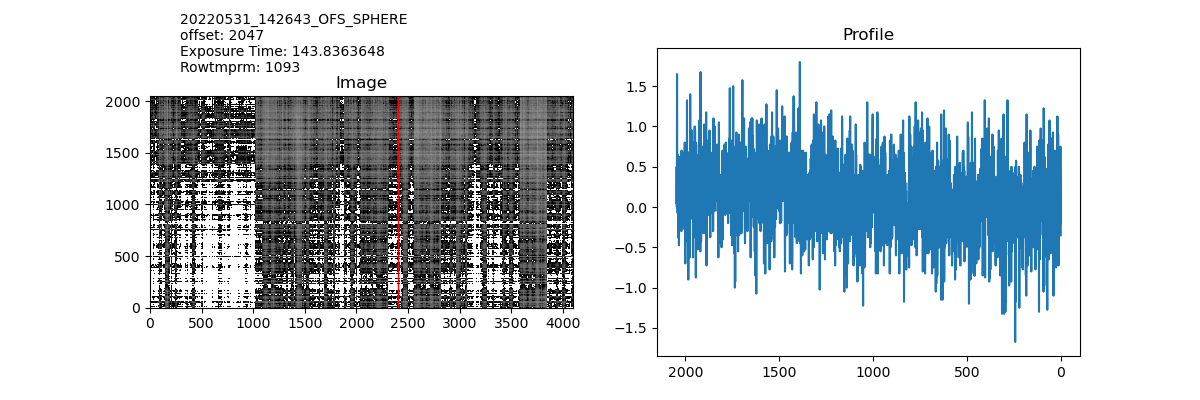 20220531_142643_OFS_SPHERE
offset: 2047
Exposure Time: 143.8363648
Rowtmprm: 1093
Image
2000
1500
1000
500
0
0 500 1000 1500 2000 2500 3000 3500 4000
Profile
1.5
1.0
0.5
0.0
−0.5
−1.0
−1.5
2000 1500 1000 500 0